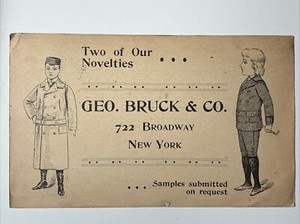 Two of Our
Novelties . . .
GEO. BRUCK & CO.
722 BROADWAY
NEW YORK
. . . Samples submitted
on request